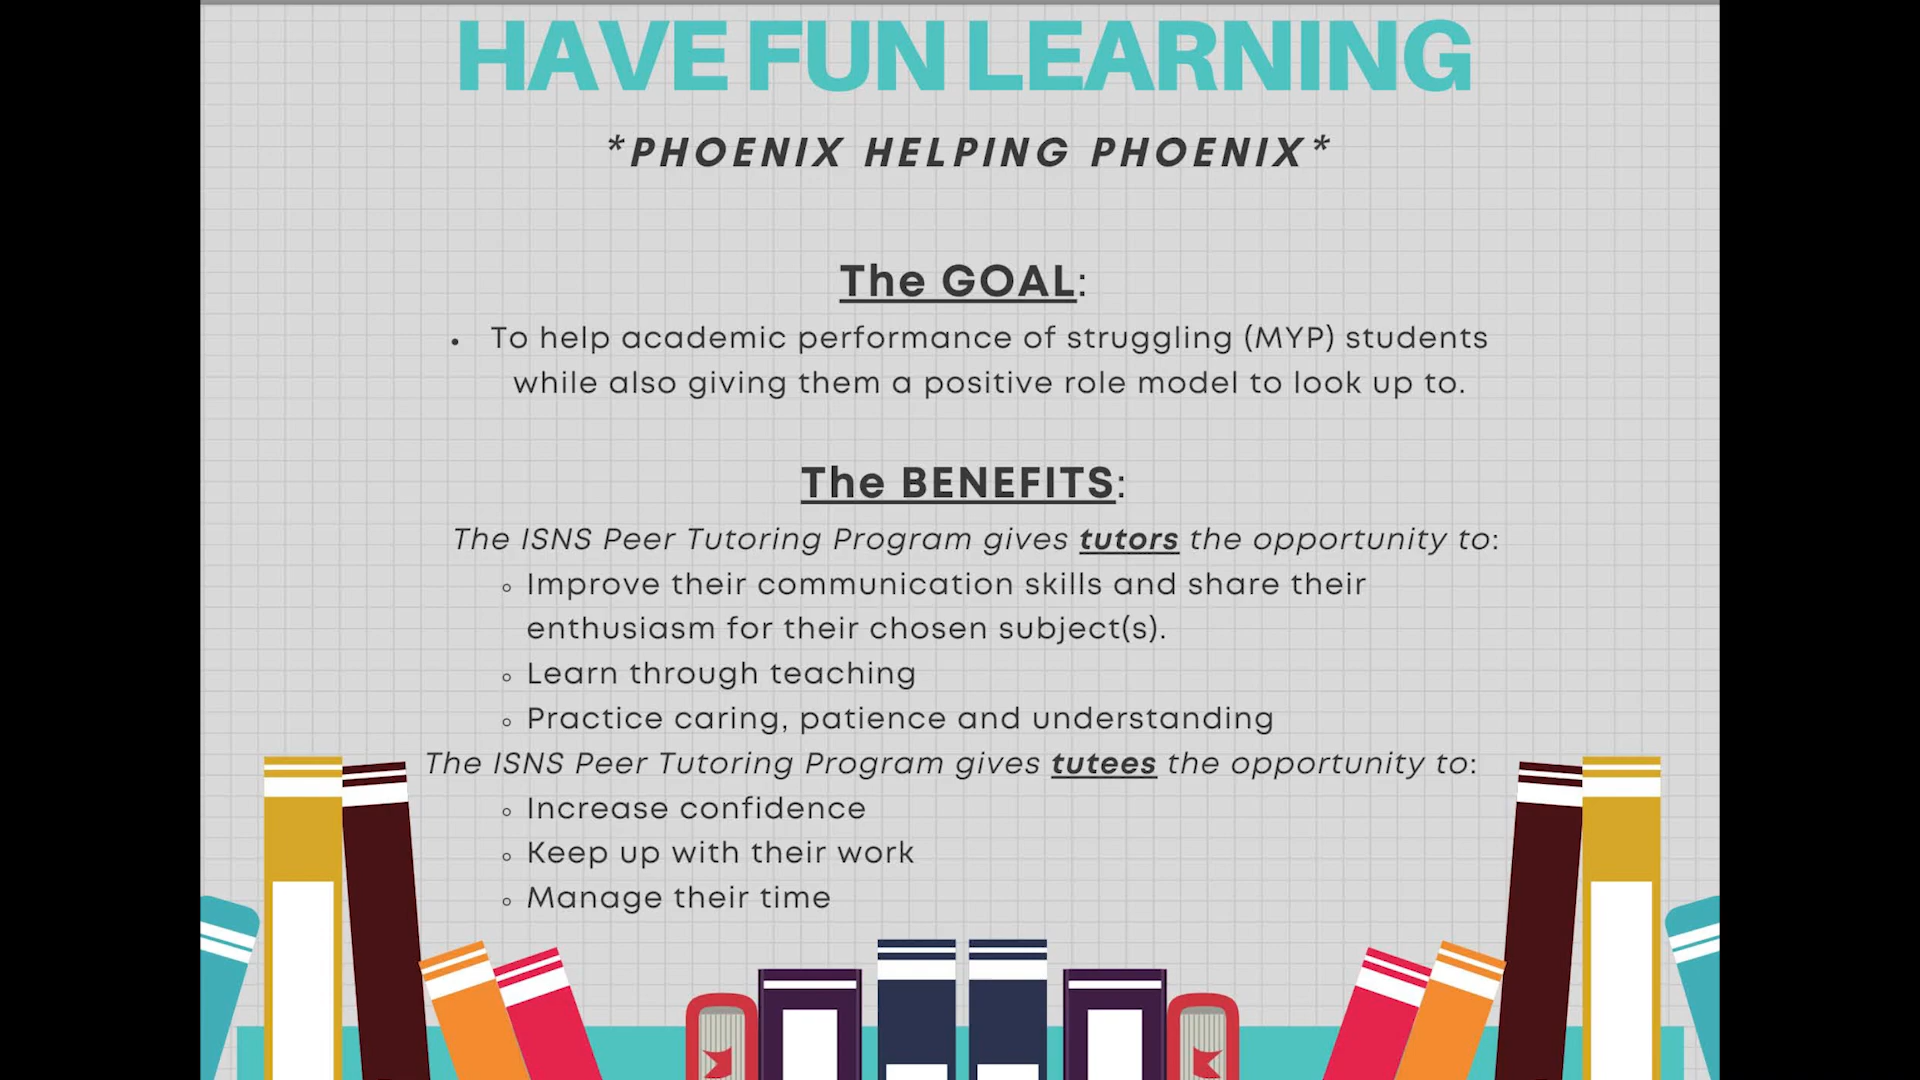 HAVE FUN LEARNING
*PHOENIX HELPING PHOENIX*
The GOAL:
• To help academic performance of struggling (MYP) students
while also giving them a positive role model to look up to.
The BENEFITS:
The ISNS Peer Tutoring Program gives tutors the opportunity to:
◦ Improve their communication skills and share their
enthusiasm for their chosen subject(s).
◦ Learn through teaching
◦ Practice caring, patience and understanding
The ISNS Peer Tutoring Program gives tutees the opportunity to:
◦ Increase confidence
◦ Keep up with their work
◦ Manage their time